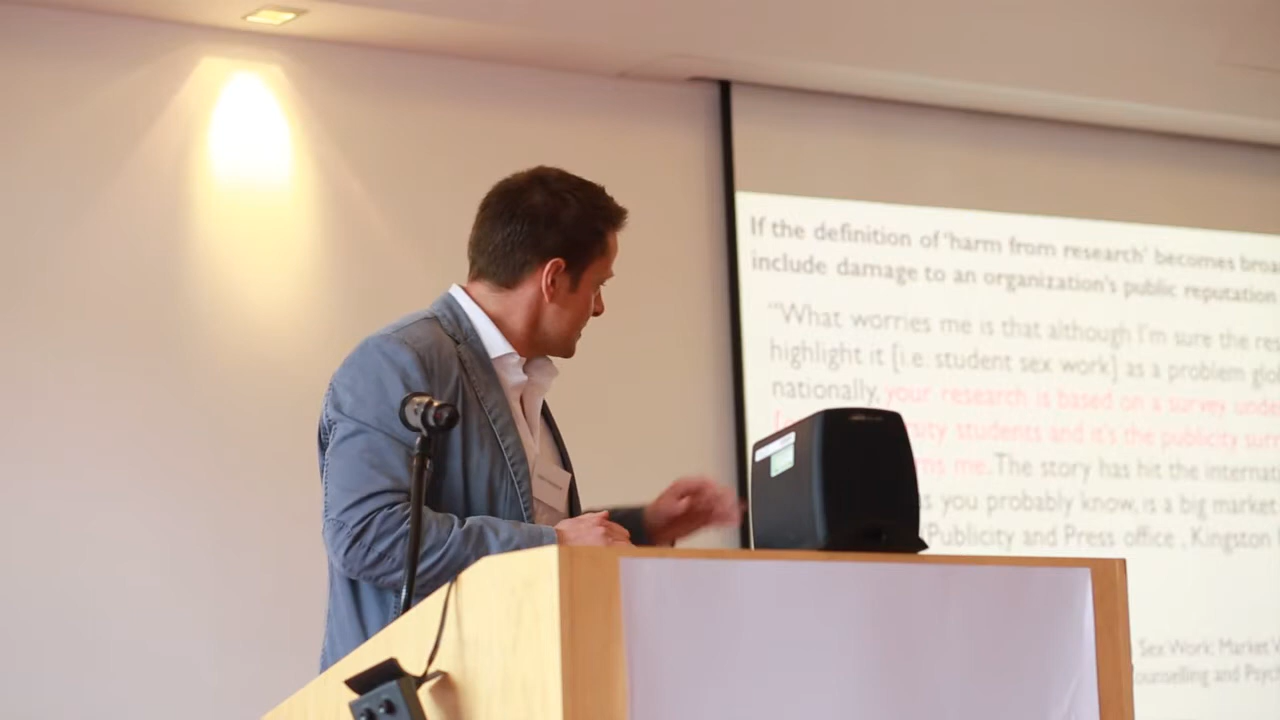 If the definition of 'harm from research' becomes broa
include damage to an organization's public reputation
"What worries me is that although I'm sure the res
highlight it [i.e. student sex work] as a problem glo
nationally, your research is based on a survey unde
sity students and it's the publicity surr
ms me. The story has hit the internat
s you probably know, is a big market
'Publicity and Press office , Kingston
Sex Work: Market
ounselling and Psych